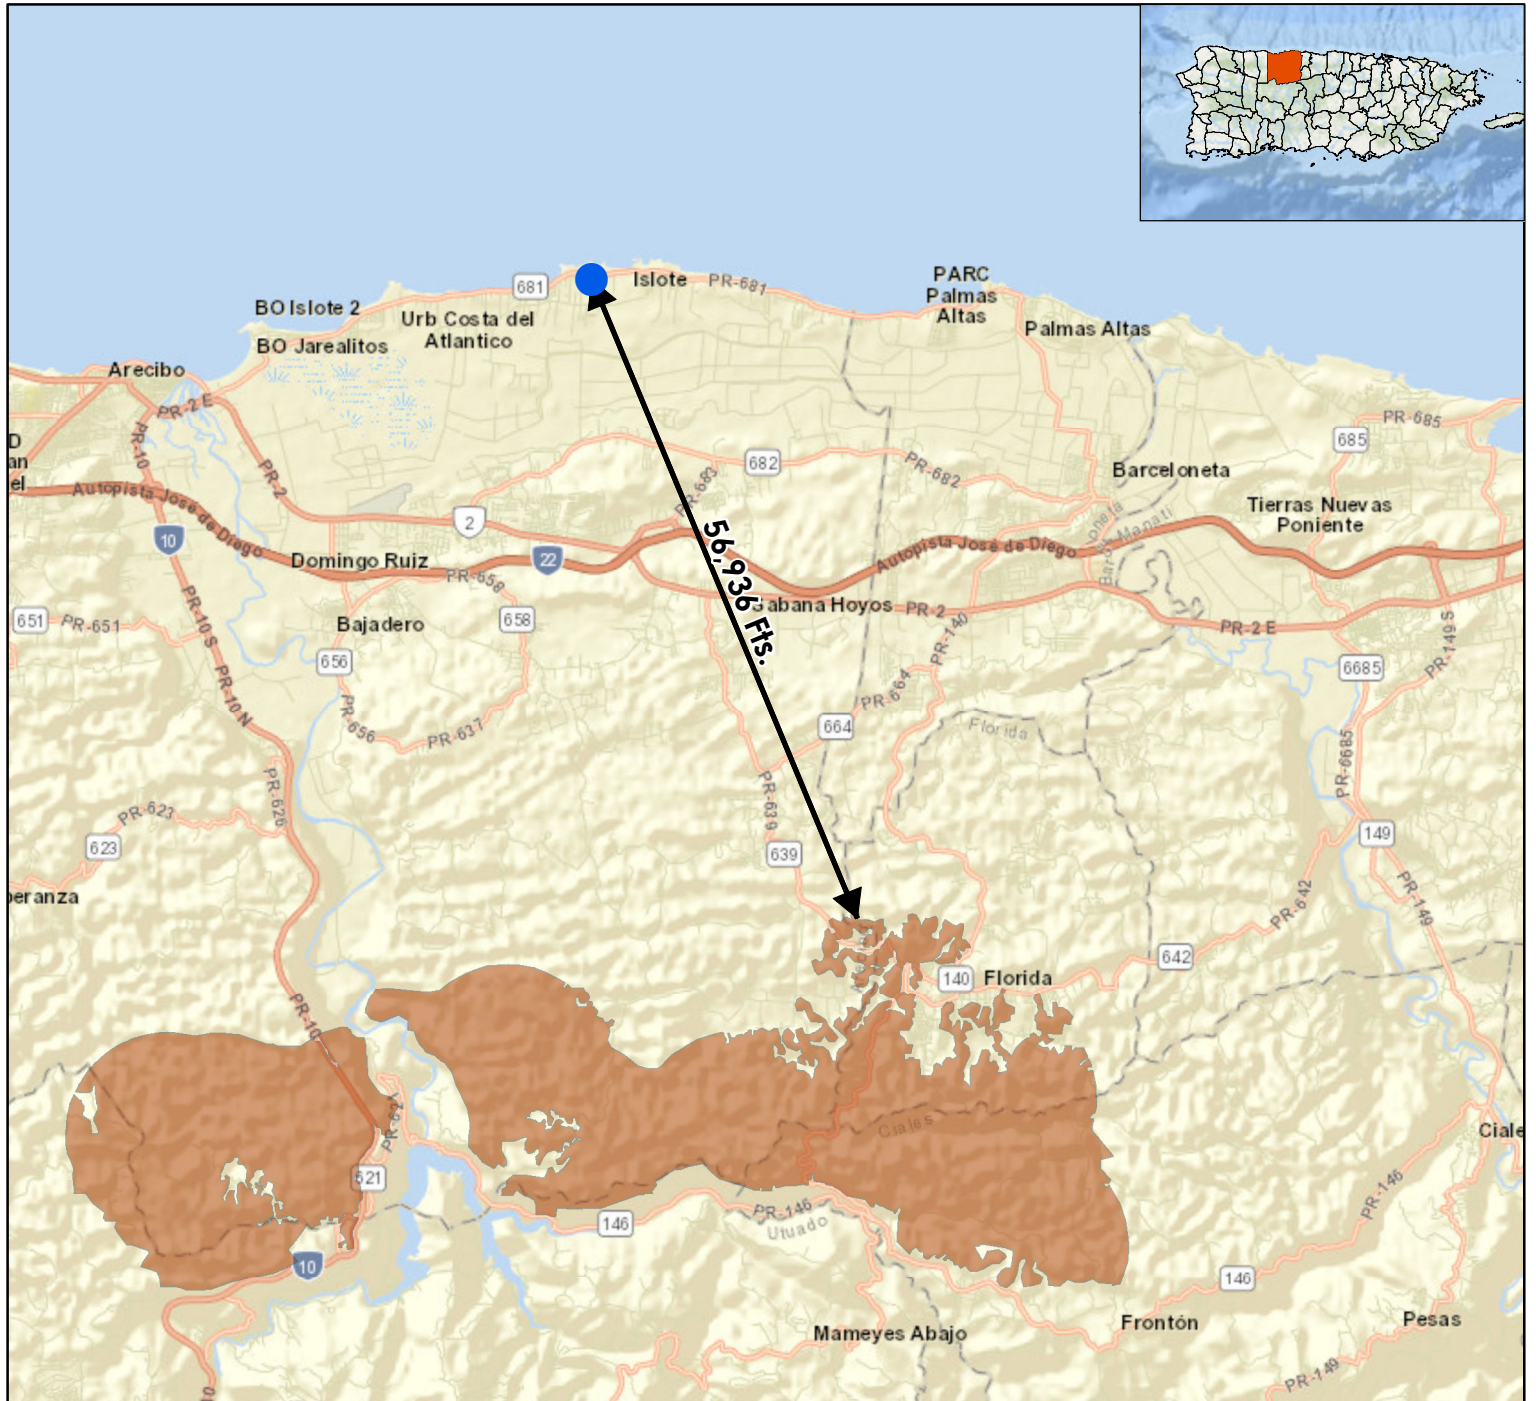 681
Islote
PR-681
PARC
Palmas
Altas
BO Islote 2
Urb Costa del
Atlantico
Palmas Altas
BO Jarealitos
Arecibo
PR-2 E
PR-685
685
D
an
el
PR-10
682
PR-682
PR-683
PR-2
Barceloneta
Autopista José de Diego
Tierras Nuevas
Poniente
2
10
22
56,936 Fts.
Autopista José de Diego
Manatí
Domingo Ruiz
PR-658
Sabana Hoyos
PR 2
651
PR-651
PR-10 S
Bajadero
658
PR-140
PR-2 E
PR-149 S
656
6685
PR-10 N
PR-664
664
PR-656
PR-637
Florida
PR-6685
PR-626
PR-639
PR-623
623
639
149
peranza
PR-642
PR-149
642
140
Florida
PR-10
PR-621
Ciales
Ciale
621
146
PR-146
Utuado
PR-146
10
146
Mameyes Abajo
Frontón
Pesas
PR-149